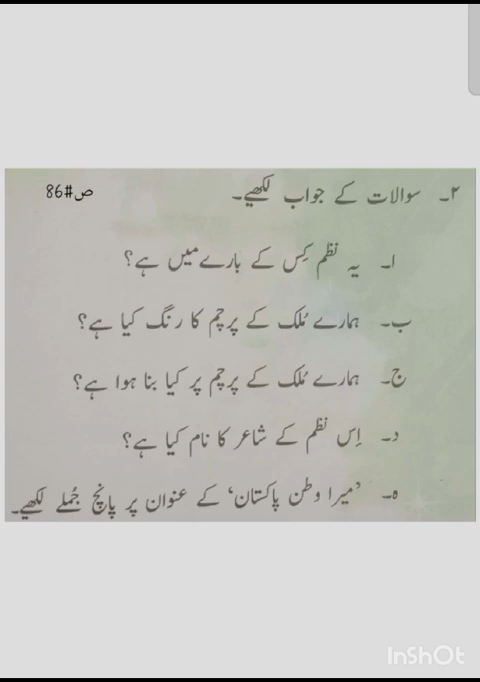 ۲۔ سوالات کے جواب لکھیے۔ ص#86
ا۔ یہ نظم کِس کے بارے میں ہے؟
ب۔ ہمارے مُلک کے پرچم کا رنگ کیا ہے؟
ج۔ ہمارے مُلک کے پرچم پر کیا بنا ہوا ہے؟
د۔ اِس نظم کے شاعر کا نام کیا ہے؟
ہ۔ ’میرا وطن پاکستان‘ کے عنوان پر پانچ جُملے لکھیے۔
InShOt